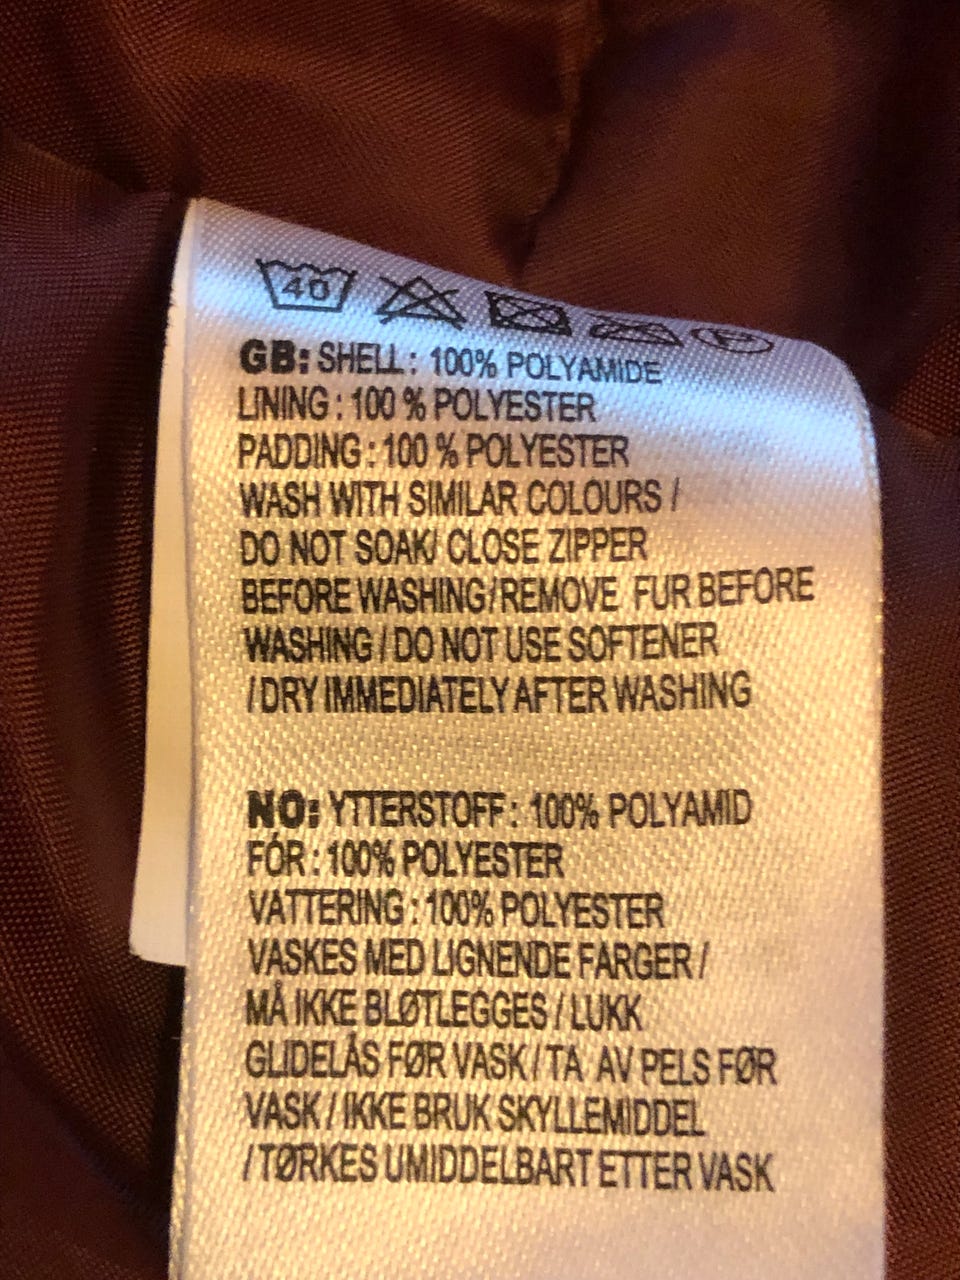 40
P
GB: SHELL : 100% POLYAMIDE
LINING : 100 % POLYESTER
PADDING : 100 % POLYESTER
WASH WITH SIMILAR COLOURS /
DO NOT SOAK/ CLOSE ZIPPER
BEFORE WASHING/REMOVE FUR BEFORE
WASHING / DO NOT USE SOFTENER
/ DRY IMMEDIATELY AFTER WASHING
NO: YTTERSTOFF : 100% POLYAMID
FÓR : 100% POLYESTER
VATTERING : 100% POLYESTER
VASKES MED LIGNENDE FARGER /
MÅ IKKE BLØTLEGGES / LUKK
GLIDELÅS FØR VASK / TA AV PELS FØR
VASK / IKKE BRUK SKYLLEMIDDEL
/ TØRKES UMIDDELBART ETTER VASK